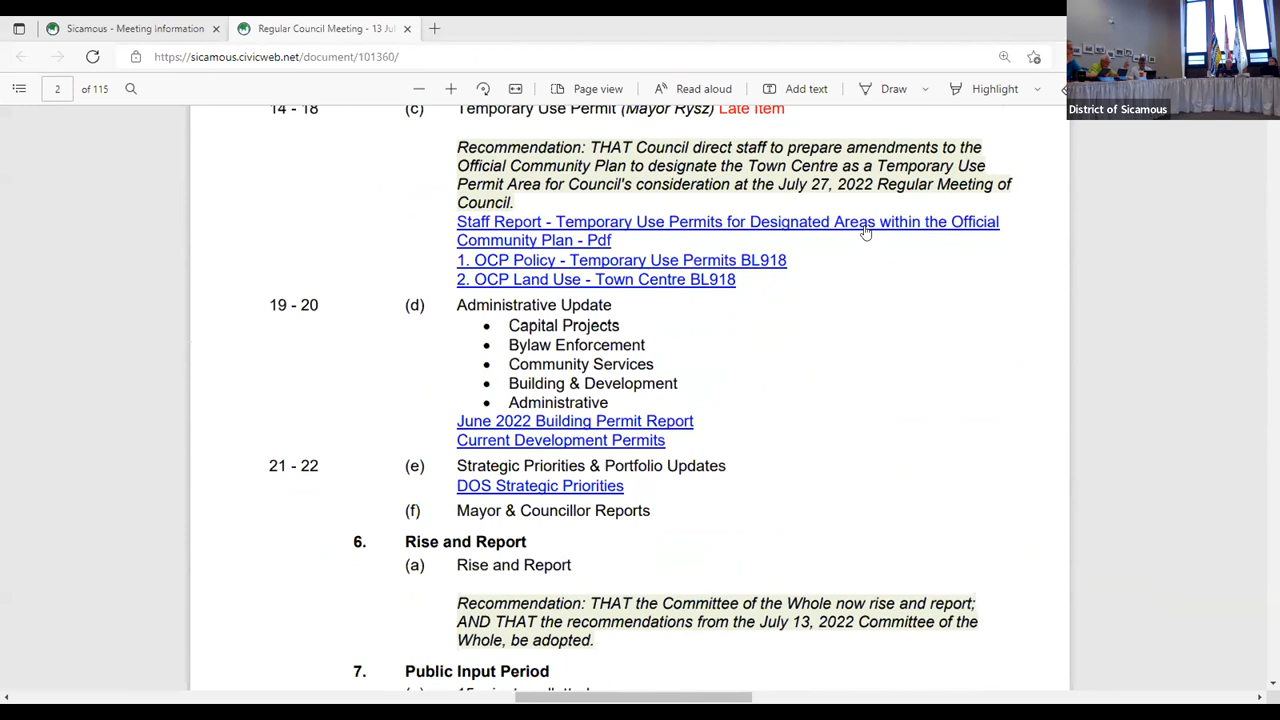 Sicamous - Meeting Information
Regular Council Meeting - 13 Jul
https://sicamous.civicweb.net/document/101360/
2 of 115
Page view
Read aloud
Add text
Draw
Highlight
District of Sicamous
14 - 18 (c) Temporary Use Permit (Mayor Rysz) Late Item
Recommendation: THAT Council direct staff to prepare amendments to the
Official Community Plan to designate the Town Centre as a Temporary Use
Permit Area for Council's consideration at the July 27, 2022 Regular Meeting of
Council.
Staff Report - Temporary Use Permits for Designated Areas within the Official
Community Plan - Pdf
1. OCP Policy - Temporary Use Permits BL918
2. OCP Land Use - Town Centre BL918
19 - 20 (d) Administrative Update
• Capital Projects
• Bylaw Enforcement
• Community Services
• Building & Development
• Administrative
June 2022 Building Permit Report
Current Development Permits
21 - 22 (e) Strategic Priorities & Portfolio Updates
DOS Strategic Priorities
(f) Mayor & Councillor Reports
6. Rise and Report
(a) Rise and Report
Recommendation: THAT the Committee of the Whole now rise and report;
AND THAT the recommendations from the July 13, 2022 Committee of the
Whole, be adopted.
7. Public Input Period